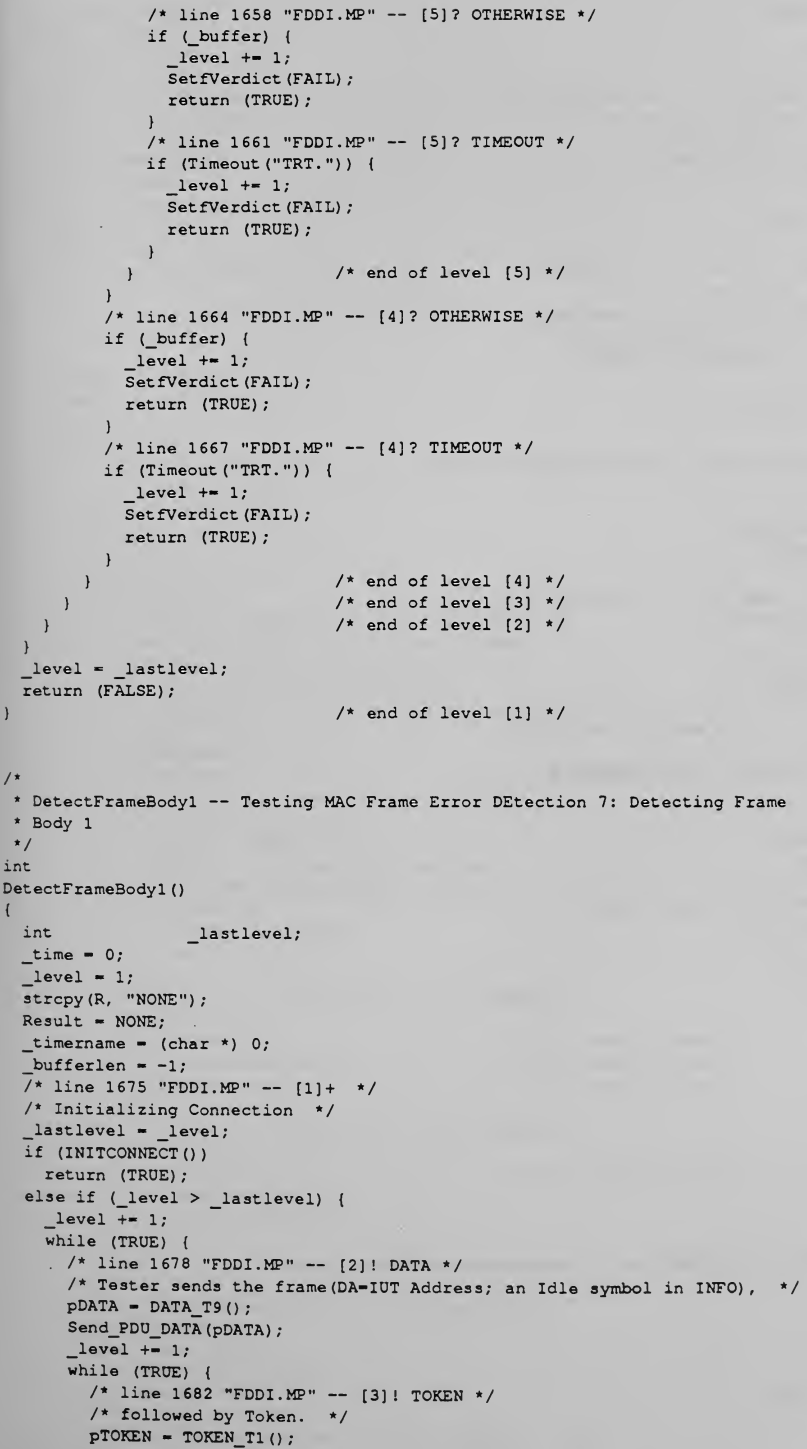 /* line 1658 "FDDI.MP" -- [5]? OTHERWISE */
if (_buffer) {
_level += 1;
SetfVerdict(FAIL);
return (TRUE);
}
/* line 1661 "FDDI.MP" -- [5]? TIMEOUT */
if (Timeout("TRT.")) {
_level += 1;
SetfVerdict(FAIL);
return (TRUE);
}
} /* end of level [5] */
}
/* line 1664 "FDDI.MP" -- [4]? OTHERWISE */
if (_buffer) {
_level += 1;
SetfVerdict(FAIL);
return (TRUE);
}
/* line 1667 "FDDI.MP" -- [4]? TIMEOUT */
if (Timeout("TRT.")) {
_level += 1;
SetfVerdict(FAIL);
return (TRUE);
}
} /* end of level [4] */
} /* end of level [3] */
} /* end of level [2] */
}
_level = _lastlevel;
return (FALSE);
} /* end of level [1] */
/*
* DetectFrameBody1 -- Testing MAC Frame Error DEtection 7: Detecting Frame
* Body 1
*/
int
DetectFrameBody1()
{
int _lastlevel;
_time = 0;
_level = 1;
strcpy(R, "NONE");
Result = NONE;
_timername = (char *) 0;
_bufferlen = -1;
/* line 1675 "FDDI.MP" -- [1]+ */
/* Initializing Connection */
_lastlevel = _level;
if (INITCONNECT())
return (TRUE);
else if (_level > _lastlevel) {
_level += 1;
while (TRUE) {
/* line 1678 "FDDI.MP" -- [2]! DATA */
/* Tester sends the frame(DA=IUT Address; an Idle symbol in INFO), */
pDATA = DATA_T9();
Send_PDU_DATA(pDATA);
_level += 1;
while (TRUE) {
/* line 1682 "FDDI.MP" -- [3]! TOKEN */
/* followed by Token. */
pTOKEN = TOKEN_T1();